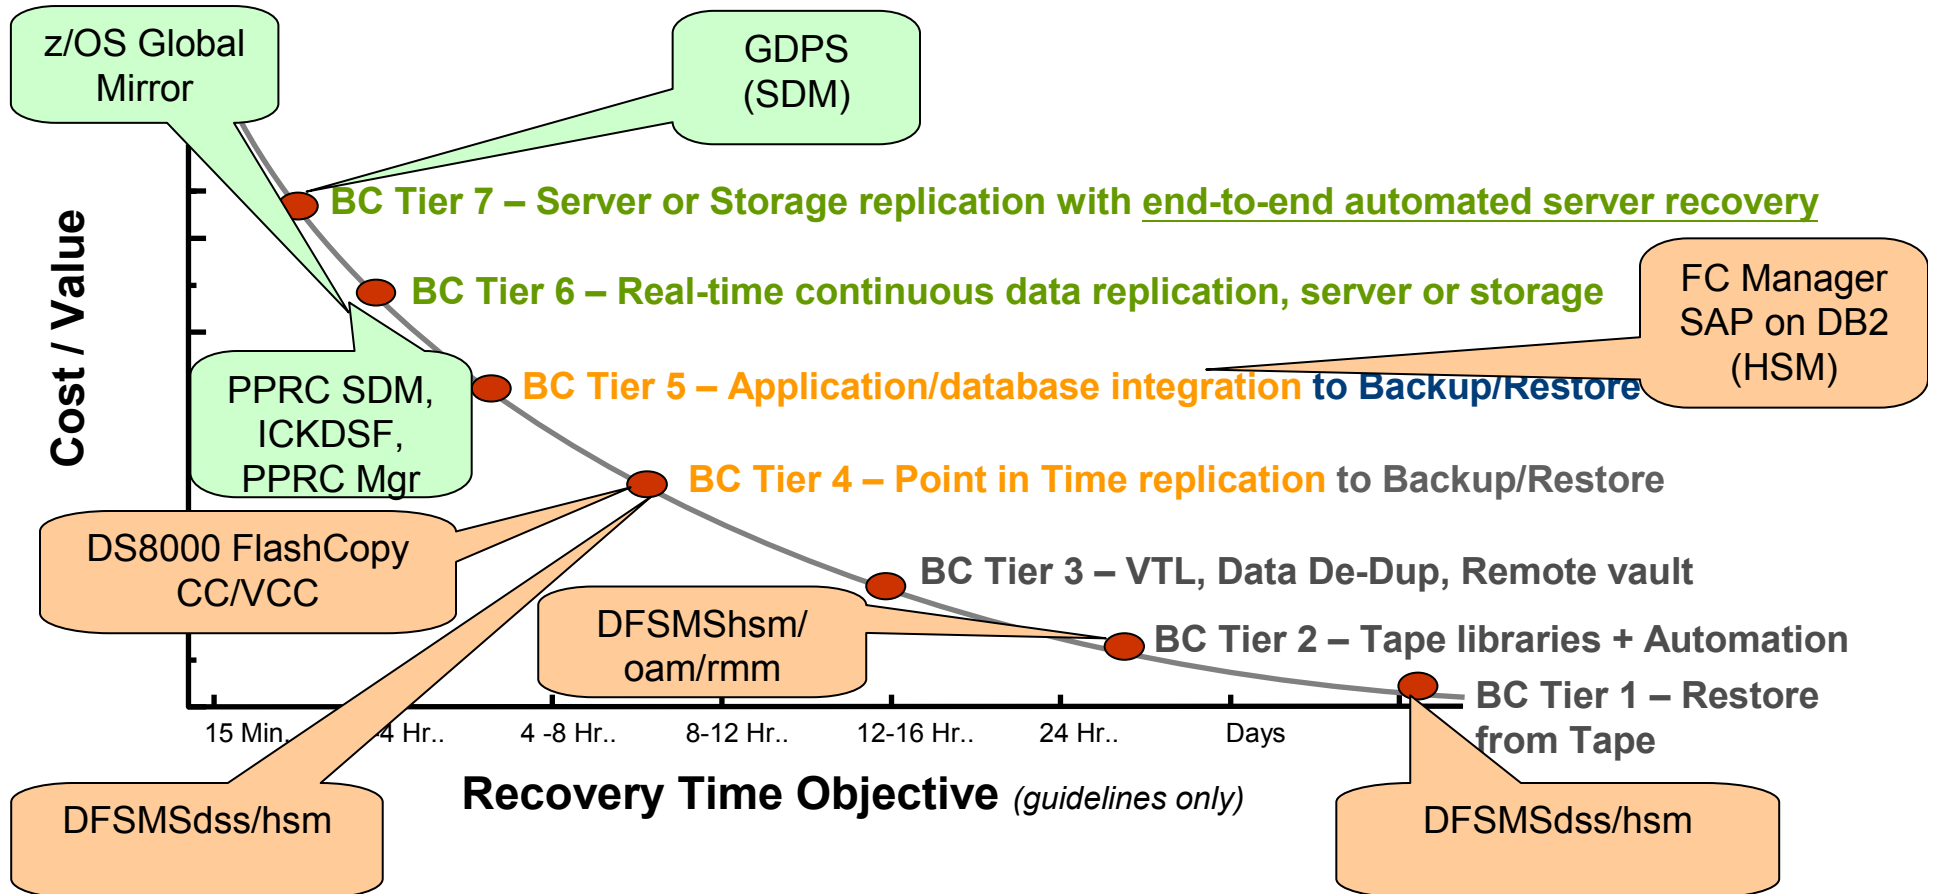 z/OS Global
Mirror
GDPS
(SDM)
BC Tier 7 – Server or Storage replication with end-to-end automated server recovery
Cost / Value
BC Tier 6 – Real-time continuous data replication, server or storage
FC Manager
SAP on DB2
(HSM)
PPRC SDM,
ICKDSF,
PPRC Mgr
BC Tier 5 – Application/database integration to Backup/Restore
BC Tier 4 – Point in Time replication to Backup/Restore
DS8000 FlashCopy
CC/VCC
BC Tier 3 – VTL, Data De-Dup, Remote vault
DFSMShsm/
oam/rmm
BC Tier 2 – Tape libraries + Automation
BC Tier 1 – Restore
from Tape
15 Min. 4 Hr.. 4 -8 Hr.. 8-12 Hr.. 12-16 Hr.. 24 Hr.. Days
Recovery Time Objective (guidelines only)
DFSMSdss/hsm
DFSMSdss/hsm